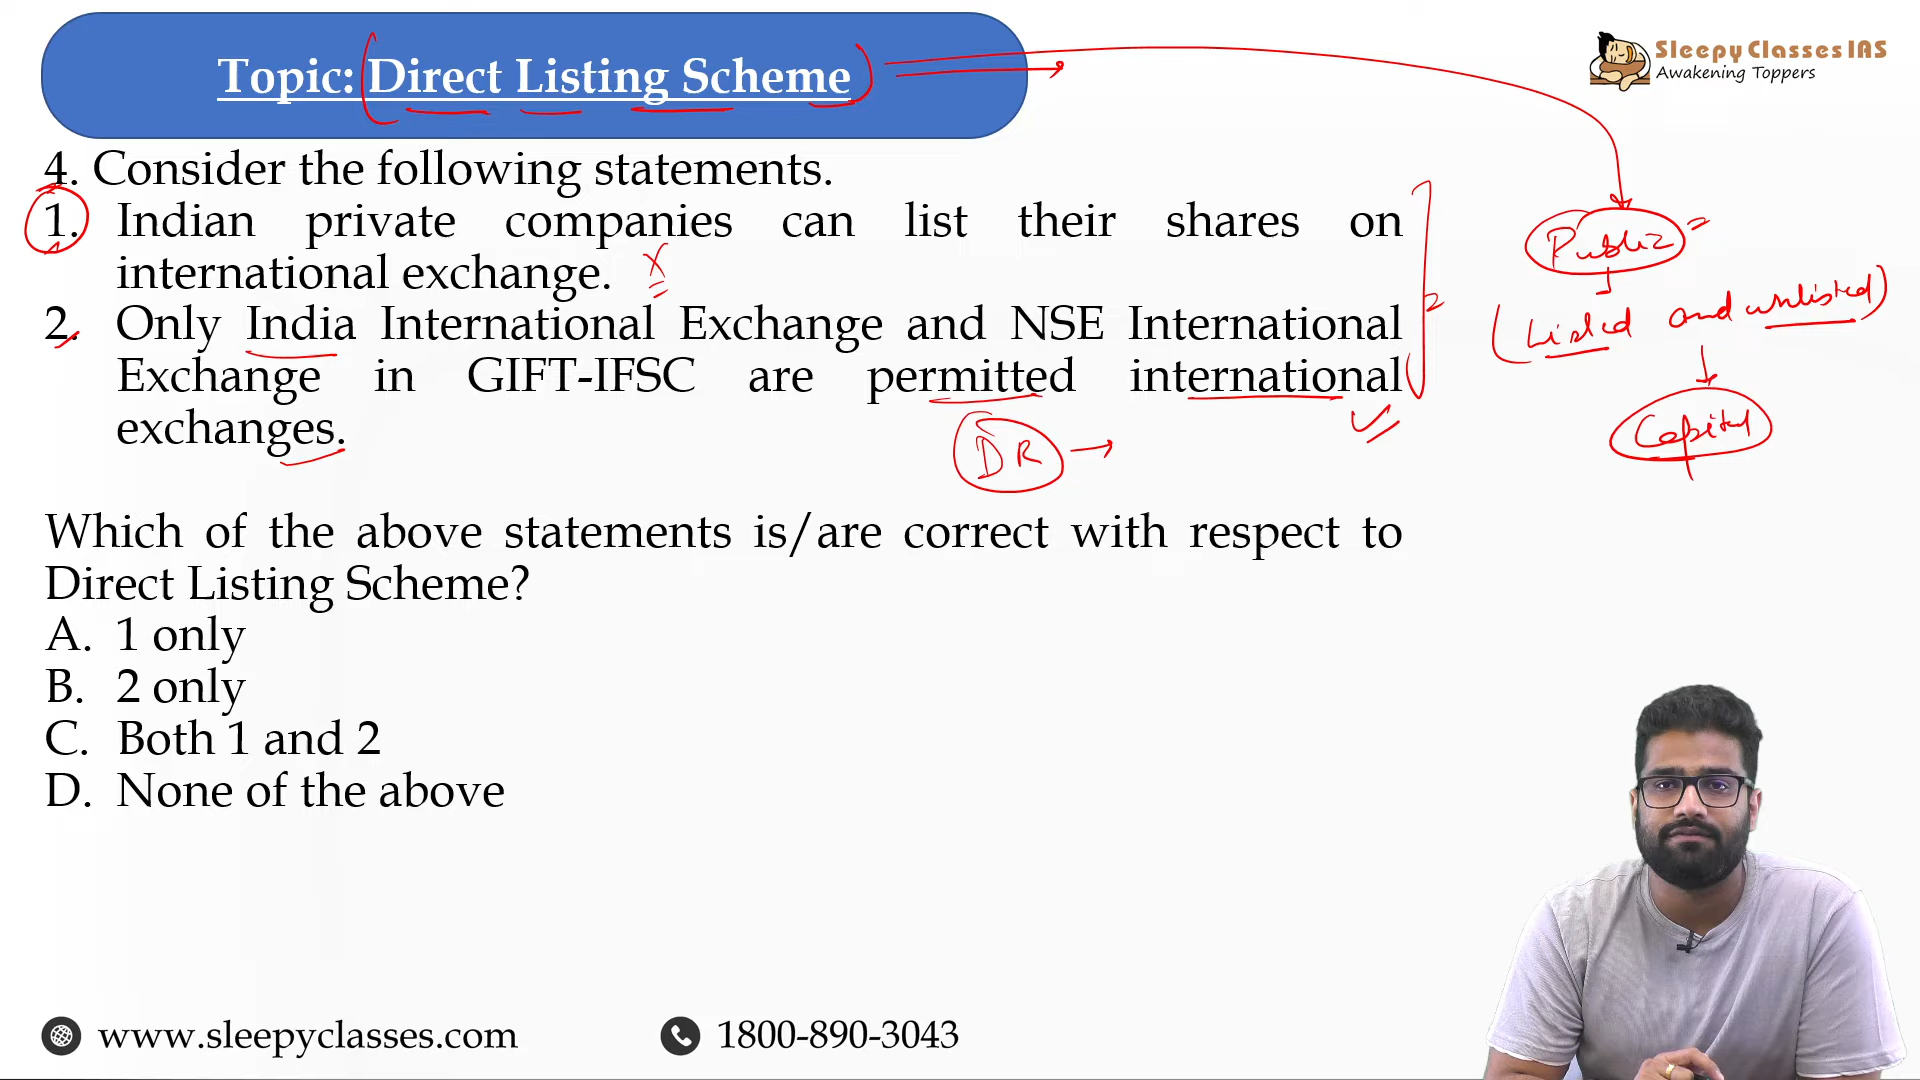 Topic: Direct Listing Scheme
Sleepy Classes IAS
Awakening Toppers
4. Consider the following statements.
1. Indian private companies can list their shares on
international exchange. X
2. Only India International Exchange and NSE International
Exchange in GIFT-IFSC are permitted international
exchanges.
DR
Public
(Listed and unlisted)
Capital
Which of the above statements is/are correct with respect to
Direct Listing Scheme?
A. 1 only
B. 2 only
C. Both 1 and 2
D. None of the above
www.sleepyclasses.com
1800-890-3043